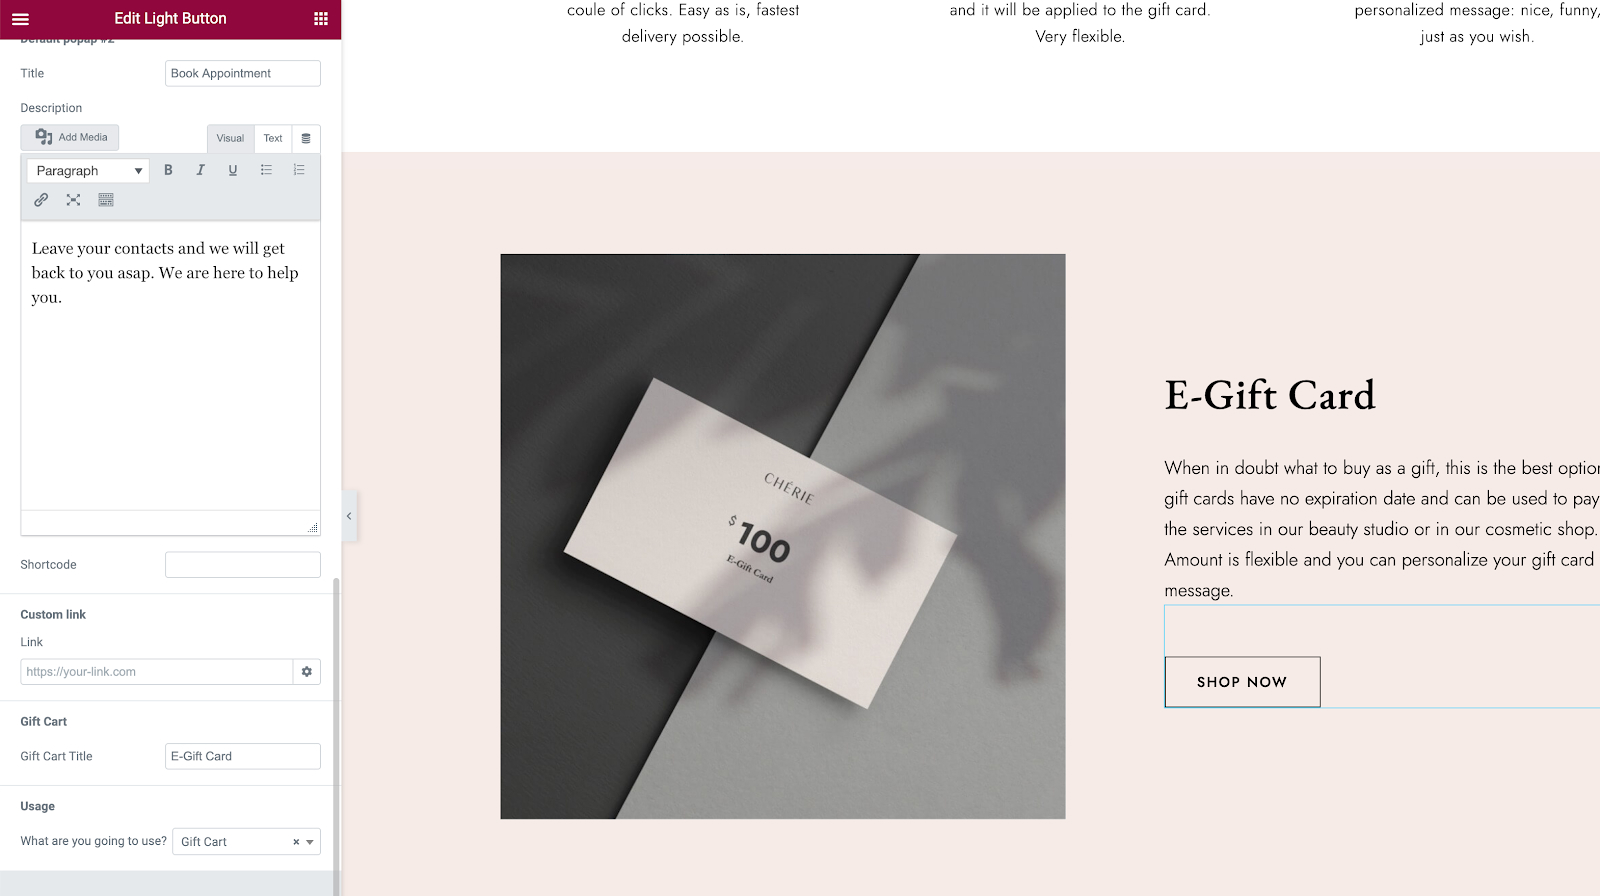 Edit Light Button
Default popap #2
Title
Book Appointment
Description
Add Media
Visual
Text
Paragraph
B
I
U
Leave your contacts and we will get
back to you asap. We are here to help
you.
Shortcode
Custom link
Link
https://your-link.com
Gift Cart
Gift Cart Title
E-Gift Card
Usage
What are you going to use?
Gift Cart
coule of clicks. Easy as is, fastest
delivery possible.
and it will be applied to the gift card.
Very flexible.
personalized message: nice, funny,
just as you wish.
CHÉRIE
$ 100
E-Gift Card
E-Gift Card
When in doubt what to buy as a gift, this is the best optio
gift cards have no expiration date and can be used to pay
the services in our beauty studio or in our cosmetic shop.
Amount is flexible and you can personalize your gift card
message.
SHOP NOW